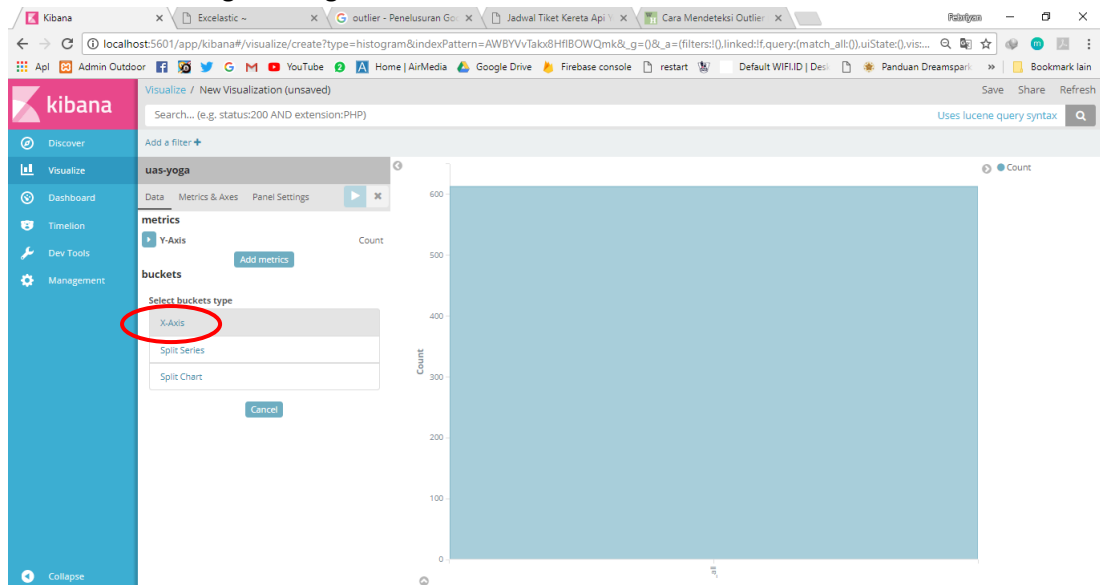 Kibana
Excelastic ~
outlier - Penelusuran Goo
Jadwal Tiket Kereta Api
Cara Mendeteksi Outlier
Febriyan
localhost:5601/app/kibana#/visualize/create?type=histogram&indexPattern=AWBYVvTakx8HflBOWQmk&_g=()&_a=(filters:!(),linked:!f,query:(match_all:()),uiState:(),vis:...
Apl
Admin Outdoor
YouTube
Home | AirMedia
Google Drive
Firebase console
restart
Default WIFI.ID | Desk
Panduan Dreamspark
»
Bookmark lain
kibana
Visualize / New Visualization (unsaved)
Save Share Refresh
Search... (e.g. status:200 AND extension:PHP)
Uses lucene query syntax
Add a filter +
Discover
Visualize
Dashboard
Timelion
Dev Tools
Management
Collapse
uas-yoga
Data Metrics & Axes Panel Settings
metrics
Y-Axis Count
Add metrics
buckets
Select buckets type
X-Axis
Split Series
Split Chart
Cancel
Count
600
500
400
300
200
100
0
Count
_all